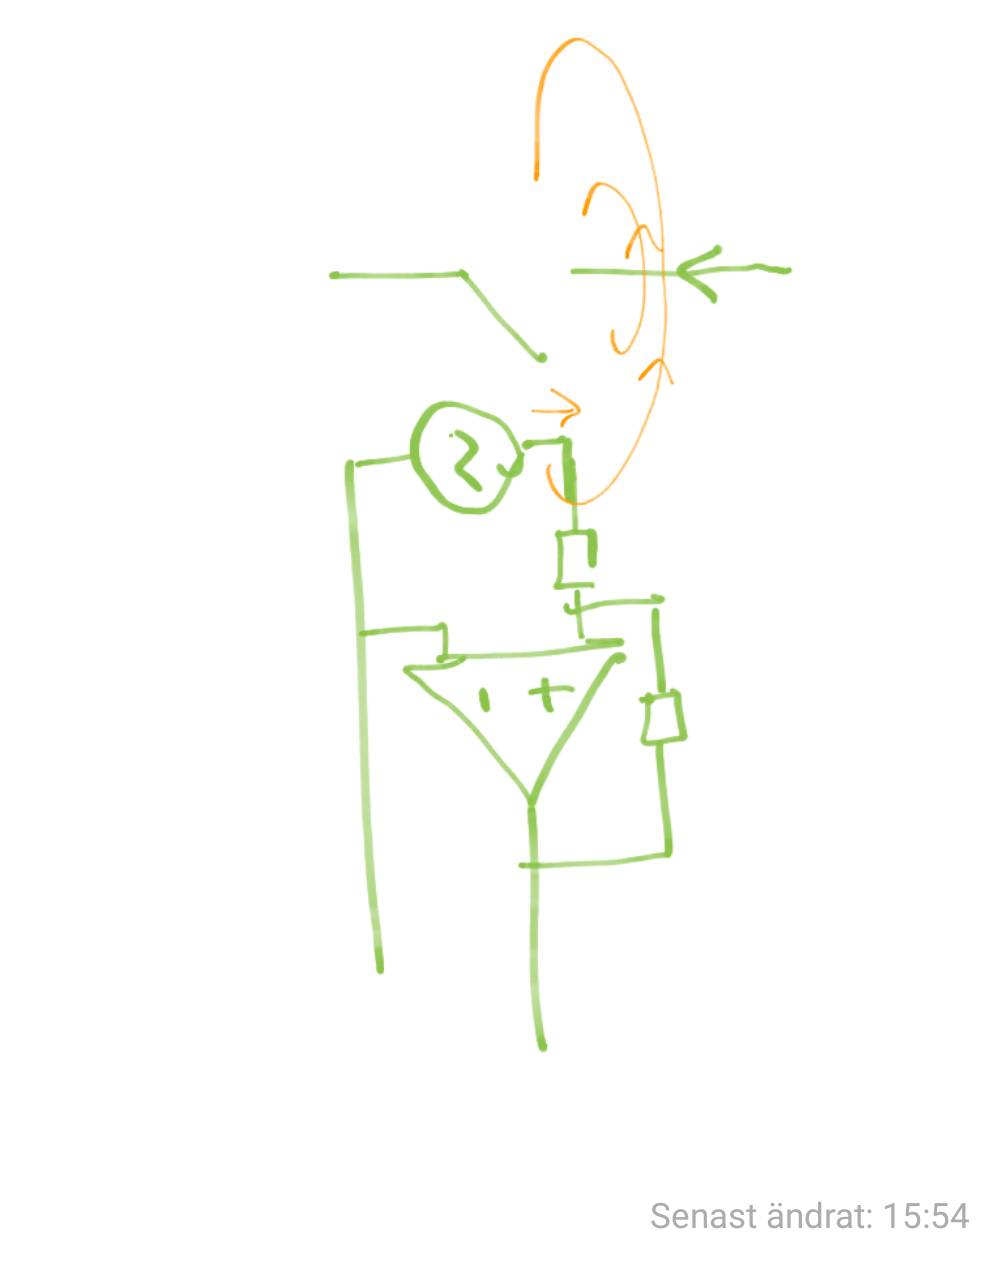 - +
Senast ändrat: 15:54